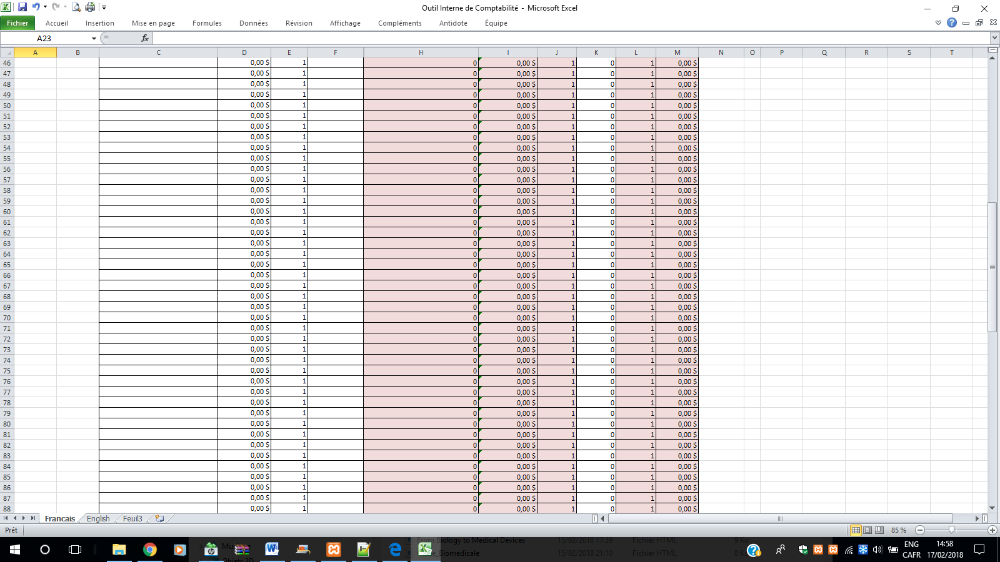 Outil Interne de Comptabilité - Microsoft Excel
Fichier Accueil Insertion Mise en page Formules Données Révision Affichage Compléments Antidote Équipe
A23 fx
A B C D E F H I J K L M N O P Q R S T
46 0,00 $ 1 0 0,00 $ 1 0 1 0,00 $
47 0,00 $ 1 0 0,00 $ 1 0 1 0,00 $
48 0,00 $ 1 0 0,00 $ 1 0 1 0,00 $
49 0,00 $ 1 0 0,00 $ 1 0 1 0,00 $
50 0,00 $ 1 0 0,00 $ 1 0 1 0,00 $
51 0,00 $ 1 0 0,00 $ 1 0 1 0,00 $
52 0,00 $ 1 0 0,00 $ 1 0 1 0,00 $
53 0,00 $ 1 0 0,00 $ 1 0 1 0,00 $
54 0,00 $ 1 0 0,00 $ 1 0 1 0,00 $
55 0,00 $ 1 0 0,00 $ 1 0 1 0,00 $
56 0,00 $ 1 0 0,00 $ 1 0 1 0,00 $
57 0,00 $ 1 0 0,00 $ 1 0 1 0,00 $
58 0,00 $ 1 0 0,00 $ 1 0 1 0,00 $
59 0,00 $ 1 0 0,00 $ 1 0 1 0,00 $
60 0,00 $ 1 0 0,00 $ 1 0 1 0,00 $
61 0,00 $ 1 0 0,00 $ 1 0 1 0,00 $
62 0,00 $ 1 0 0,00 $ 1 0 1 0,00 $
63 0,00 $ 1 0 0,00 $ 1 0 1 0,00 $
64 0,00 $ 1 0 0,00 $ 1 0 1 0,00 $
65 0,00 $ 1 0 0,00 $ 1 0 1 0,00 $
66 0,00 $ 1 0 0,00 $ 1 0 1 0,00 $
67 0,00 $ 1 0 0,00 $ 1 0 1 0,00 $
68 0,00 $ 1 0 0,00 $ 1 0 1 0,00 $
69 0,00 $ 1 0 0,00 $ 1 0 1 0,00 $
70 0,00 $ 1 0 0,00 $ 1 0 1 0,00 $
71 0,00 $ 1 0 0,00 $ 1 0 1 0,00 $
72 0,00 $ 1 0 0,00 $ 1 0 1 0,00 $
73 0,00 $ 1 0 0,00 $ 1 0 1 0,00 $
74 0,00 $ 1 0 0,00 $ 1 0 1 0,00 $
75 0,00 $ 1 0 0,00 $ 1 0 1 0,00 $
76 0,00 $ 1 0 0,00 $ 1 0 1 0,00 $
77 0,00 $ 1 0 0,00 $ 1 0 1 0,00 $
78 0,00 $ 1 0 0,00 $ 1 0 1 0,00 $
79 0,00 $ 1 0 0,00 $ 1 0 1 0,00 $
80 0,00 $ 1 0 0,00 $ 1 0 1 0,00 $
81 0,00 $ 1 0 0,00 $ 1 0 1 0,00 $
82 0,00 $ 1 0 0,00 $ 1 0 1 0,00 $
83 0,00 $ 1 0 0,00 $ 1 0 1 0,00 $
84 0,00 $ 1 0 0,00 $ 1 0 1 0,00 $
85 0,00 $ 1 0 0,00 $ 1 0 1 0,00 $
86 0,00 $ 1 0 0,00 $ 1 0 1 0,00 $
87 0,00 $ 1 0 0,00 $ 1 0 1 0,00 $
88 0,00 $ 1 0 0,00 $ 1 0 1 0,00 $
Francais English Feuil3
Prêt 85 %
From Biology to Medical Devices 15/02/2018 17:39 Fichier HTML 9 Ko
_Biomedicale 15/02/2018 21:10 Fichier HTML
Objets 3D
ENG 14:58
CAFR 17/02/2018